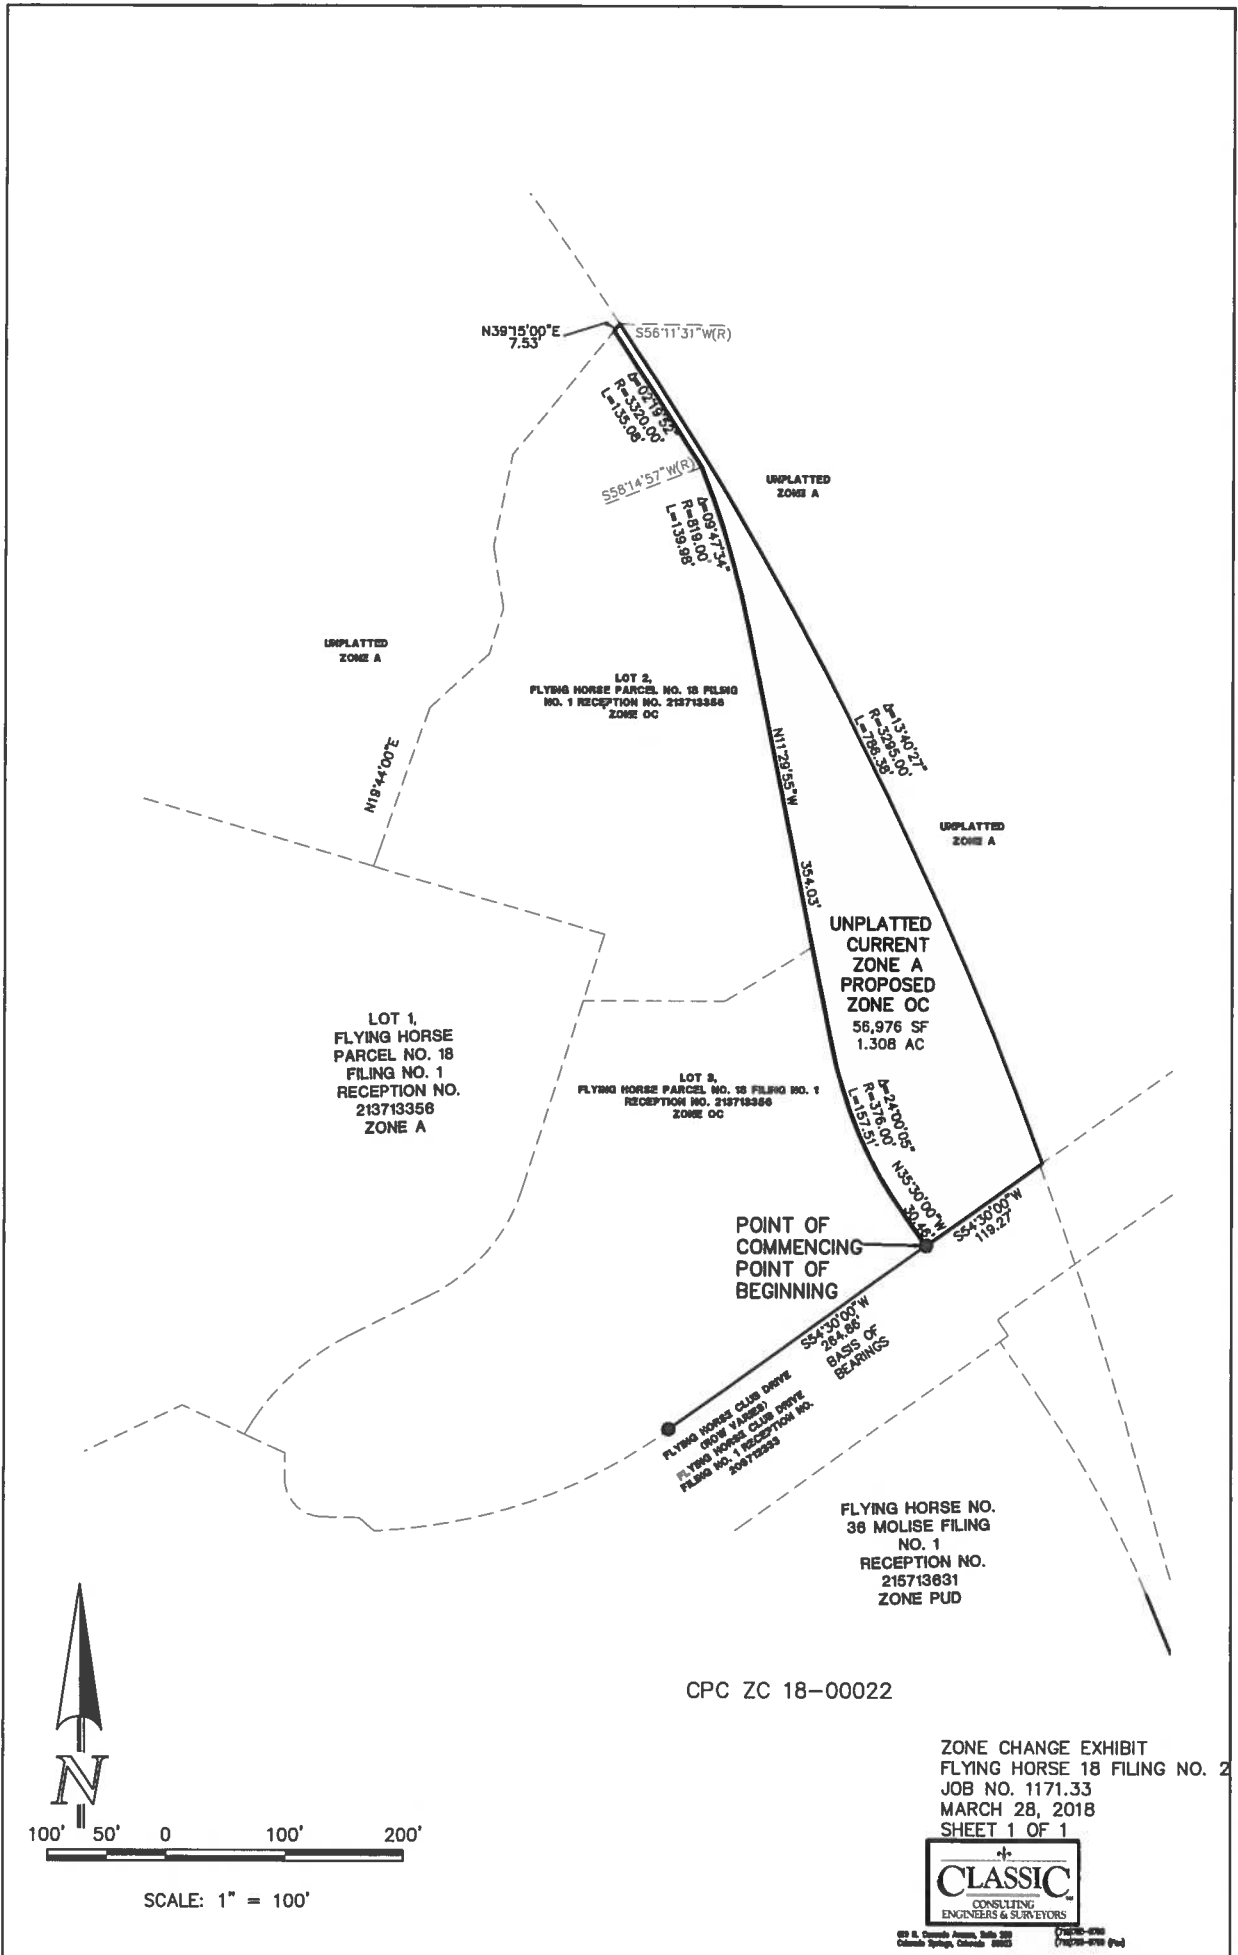 N39°15'00"E
7.53'
S56°11'31"W(R)
Δ=02°19'52"
R=3320.00'
L=135.08'
S58°14'57"W(R)
Δ=09°47'34"
R=819.00'
L=139.98'
UNPLATTED
ZONE A
UNPLATTED
ZONE A
LOT 2,
FLYING HORSE PARCEL NO. 18 FILING
NO. 1 RECEPTION NO. 213713356
ZONE OC
N19°44'00"E
N11°29'55"W
354.03'
Δ=13°40'27"
R=3295.00'
L=786.38'
UNPLATTED
ZONE A
UNPLATTED
CURRENT
ZONE A
PROPOSED
ZONE OC
56,976 SF
1.308 AC
LOT 1,
FLYING HORSE
PARCEL NO. 18
FILING NO. 1
RECEPTION NO.
213713356
ZONE A
LOT 3,
FLYING HORSE PARCEL NO. 18 FILING NO. 1
RECEPTION NO. 213713356
ZONE OC
Δ=24°00'05"
R=376.00'
L=157.51'
N35°30'00"W
30.46'
S54°30'00"W
119.27'
POINT OF
COMMENCING
POINT OF
BEGINNING
S54°30'00"W
264.66'
BASIS OF
BEARINGS
FLYING HORSE CLUB DRIVE
(ROW VARIES)
FLYING HORSE CLUB DRIVE
FILING NO. 1 RECEPTION NO.
FLYING HORSE NO.
36 MOLISE FILING
NO. 1
RECEPTION NO.
215713631
ZONE PUD
CPC ZC 18-00022
N
100' 50' 0 100' 200'
SCALE: 1" = 100'
ZONE CHANGE EXHIBIT
FLYING HORSE 18 FILING NO. 2
JOB NO. 1171.33
MARCH 28, 2018
SHEET 1 OF 1
CLASSIC
CONSULTING
ENGINEERS & SURVEYORS
Colorado Springs, Colorado